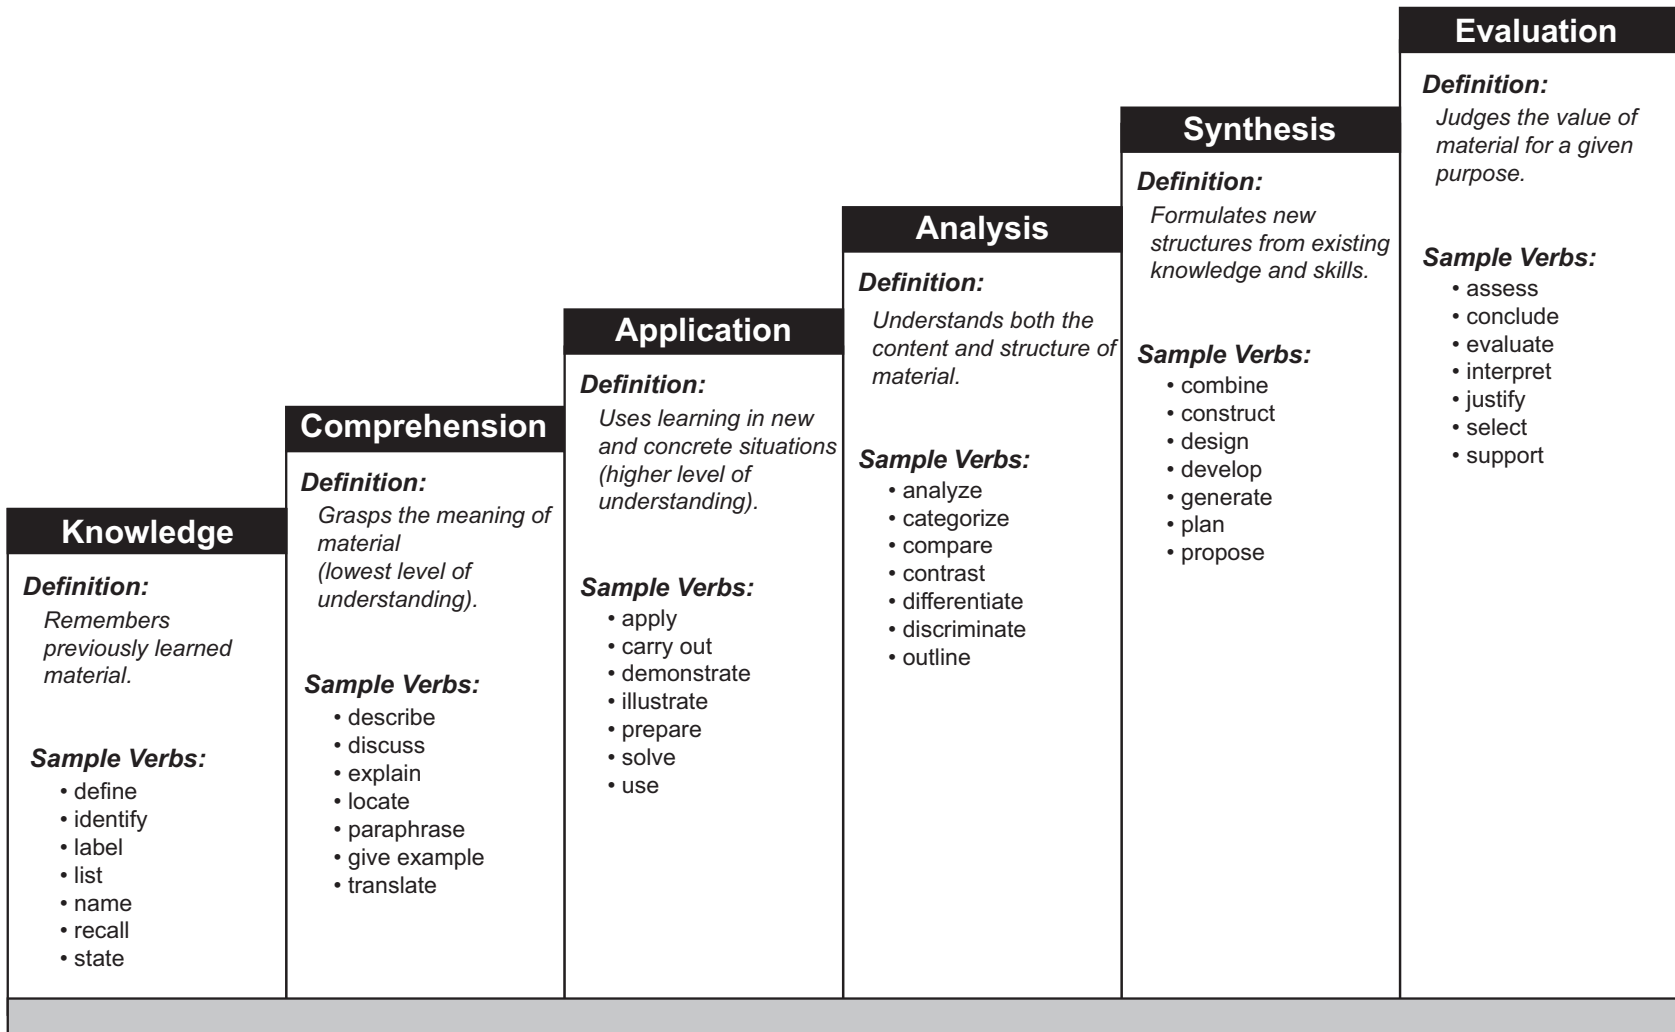 Knowledge
Definition:
Remembers
previously learned
material.
Sample Verbs:
• define
• identify
• label
• list
• name
• recall
• state
Comprehension
Definition:
Grasps the meaning of
material
(lowest level of
understanding).
Sample Verbs:
• describe
• discuss
• explain
• locate
• paraphrase
• give example
• translate
Application
Definition:
Uses learning in new
and concrete situations
(higher level of
understanding).
Sample Verbs:
• apply
• carry out
• demonstrate
• illustrate
• prepare
• solve
• use
Analysis
Definition:
Understands both the
content and structure of
material.
Sample Verbs:
• analyze
• categorize
• compare
• contrast
• differentiate
• discriminate
• outline
Synthesis
Definition:
Formulates new
structures from existing
knowledge and skills.
Sample Verbs:
• combine
• construct
• design
• develop
• generate
• plan
• propose
Evaluation
Definition:
Judges the value of
material for a given
purpose.
Sample Verbs:
• assess
• conclude
• evaluate
• interpret
• justify
• select
• support